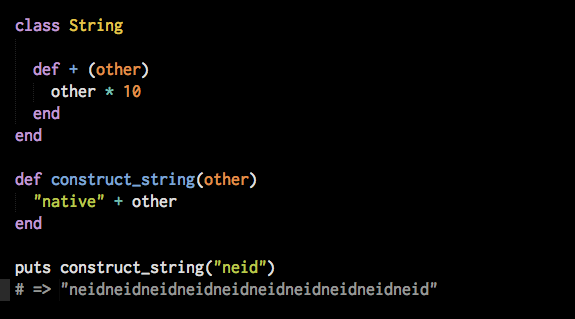 class String
def + (other)
other * 10
end
end
def construct_string(other)
"native" + other
end
puts construct_string("neid")
# => "neidneidneidneidneidneidneidneidneidneid"